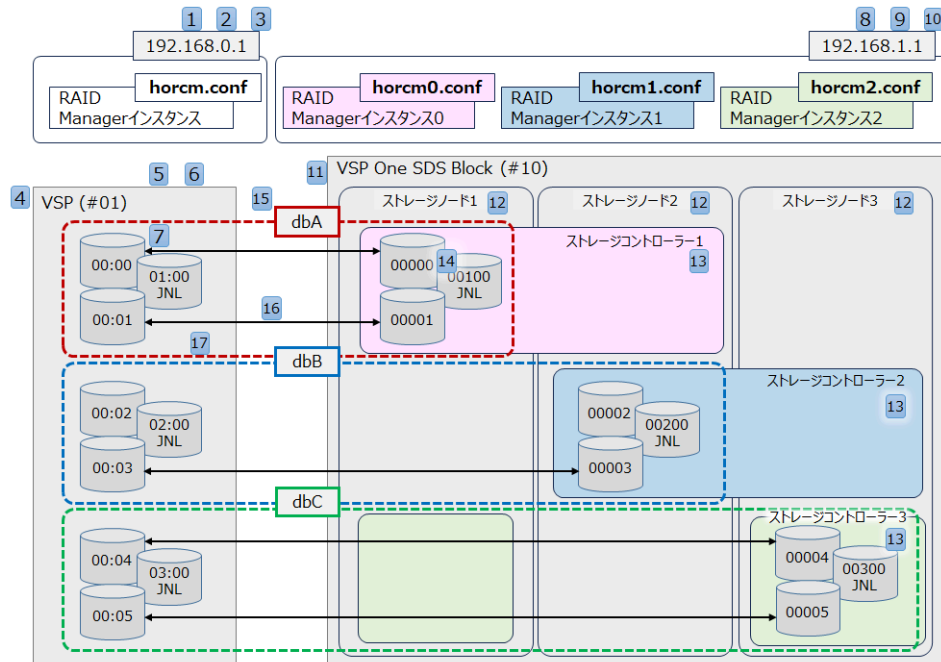 1 2 3
192.168.0.1
horcm.conf
RAID
Managerインスタンス
8 9 10
192.168.1.1
horcm0.conf
RAID
Managerインスタンス0
horcm1.conf
RAID
Managerインスタンス1
horcm2.conf
RAID
Managerインスタンス2
4
5 6
VSP (#01)
15
11
VSP One SDS Block (#10)
ストレージノード1 12
ストレージノード2 12
ストレージノード3 12
dbA
7
00:00
01:00
JNL
00:01
16
17
00000
14
00100
JNL
00001
ストレージコントローラー1
13
dbB
00:02
02:00
JNL
00:03
00002
00200
JNL
00003
ストレージコントローラー2
13
dbC
00:04
03:00
JNL
00:05
ストレージコントローラー3
13
00004
00300
JNL
00005